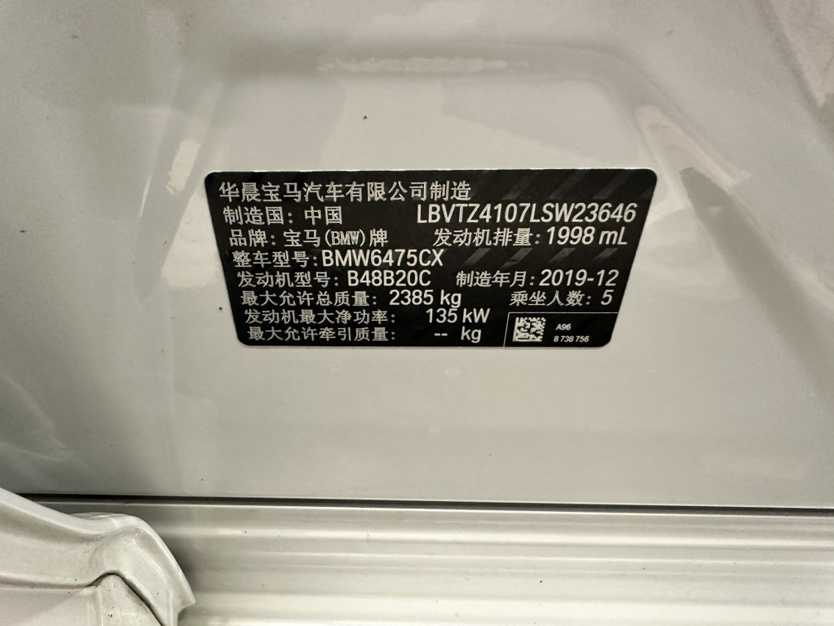 华晨宝马汽车有限公司制造
制造国: 中国 LBVTZ4107LSW23646
品牌: 宝马(BMW)牌 发动机排量: 1998 mL
整车型号: BMW6475CX
发动机型号: B48B20C 制造年月: 2019-12
最大允许总质量: 2385 kg 乘坐人数: 5
发动机最大净功率: 135 kW
最大允许牵引质量: -- kg
A96
8 738 756